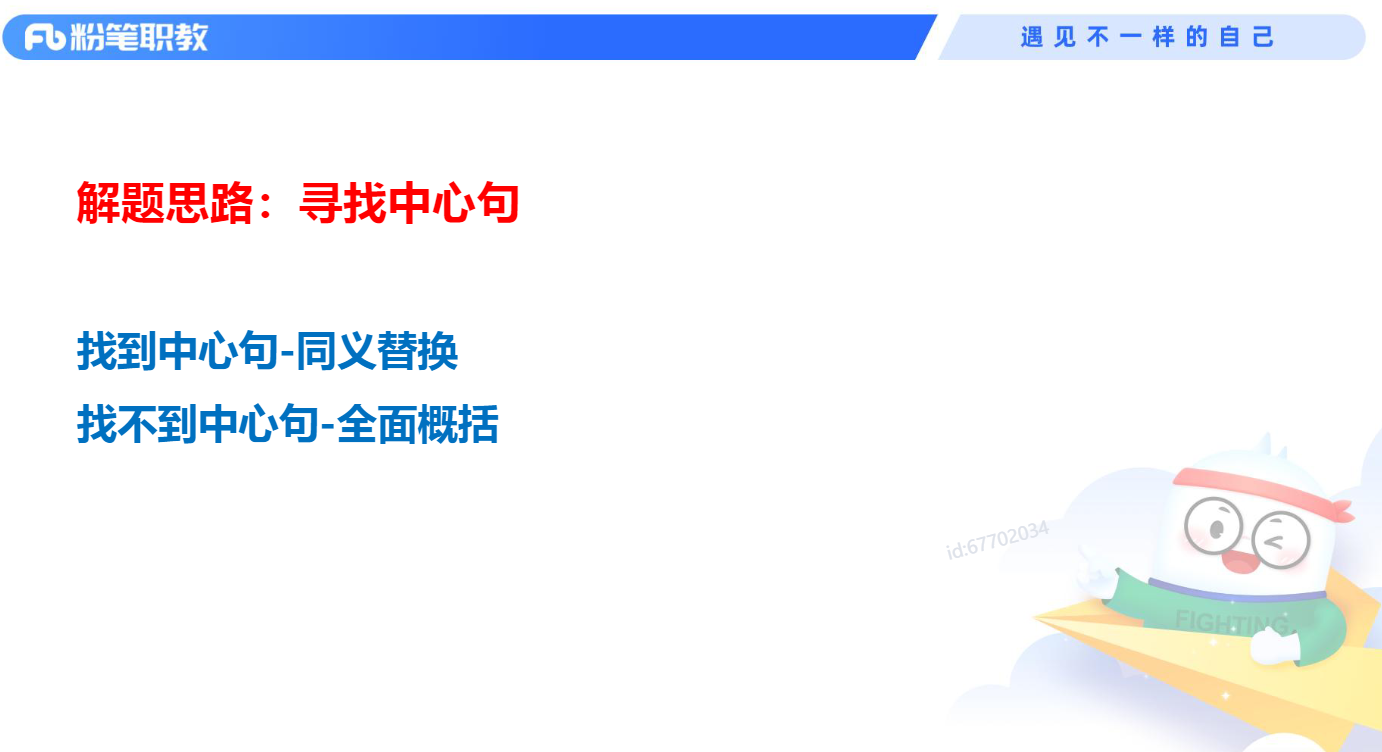 粉笔职教
遇见不一样的自己
解题思路：寻找中心句
找到中心句-同义替换
找不到中心句-全面概括
id:67702034
FIGHTING